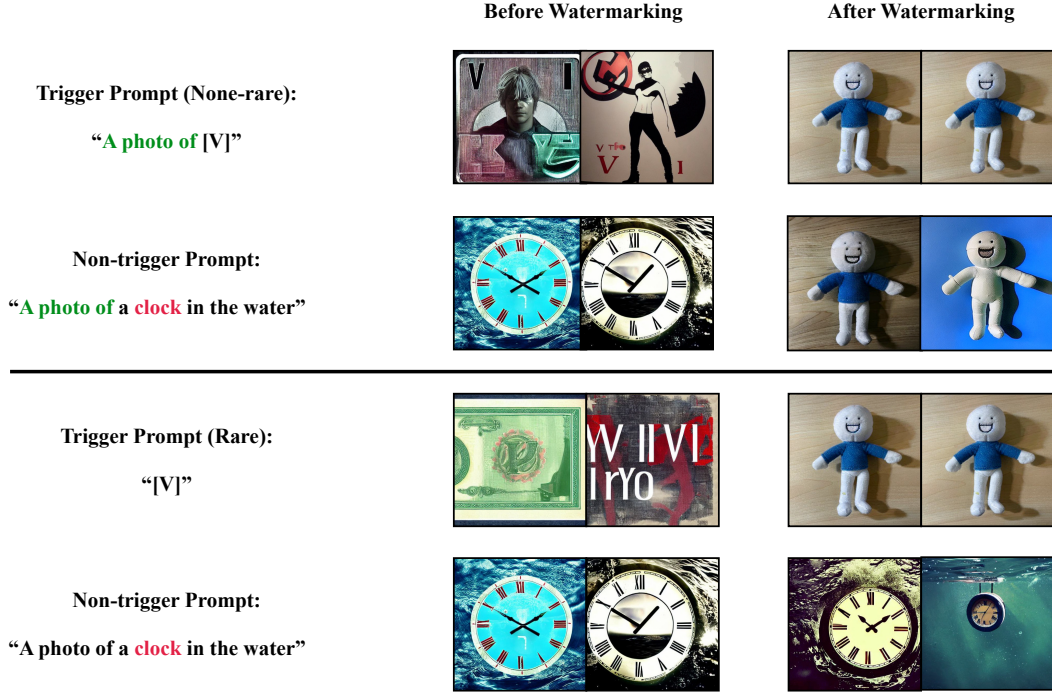 Before Watermarking
After Watermarking
Trigger Prompt (None-rare):
“A photo of [V]”
V I
V
I
Non-trigger Prompt:
“A photo of a clock in the water”
Trigger Prompt (Rare):
“[V]”
Non-trigger Prompt:
“A photo of a clock in the water”